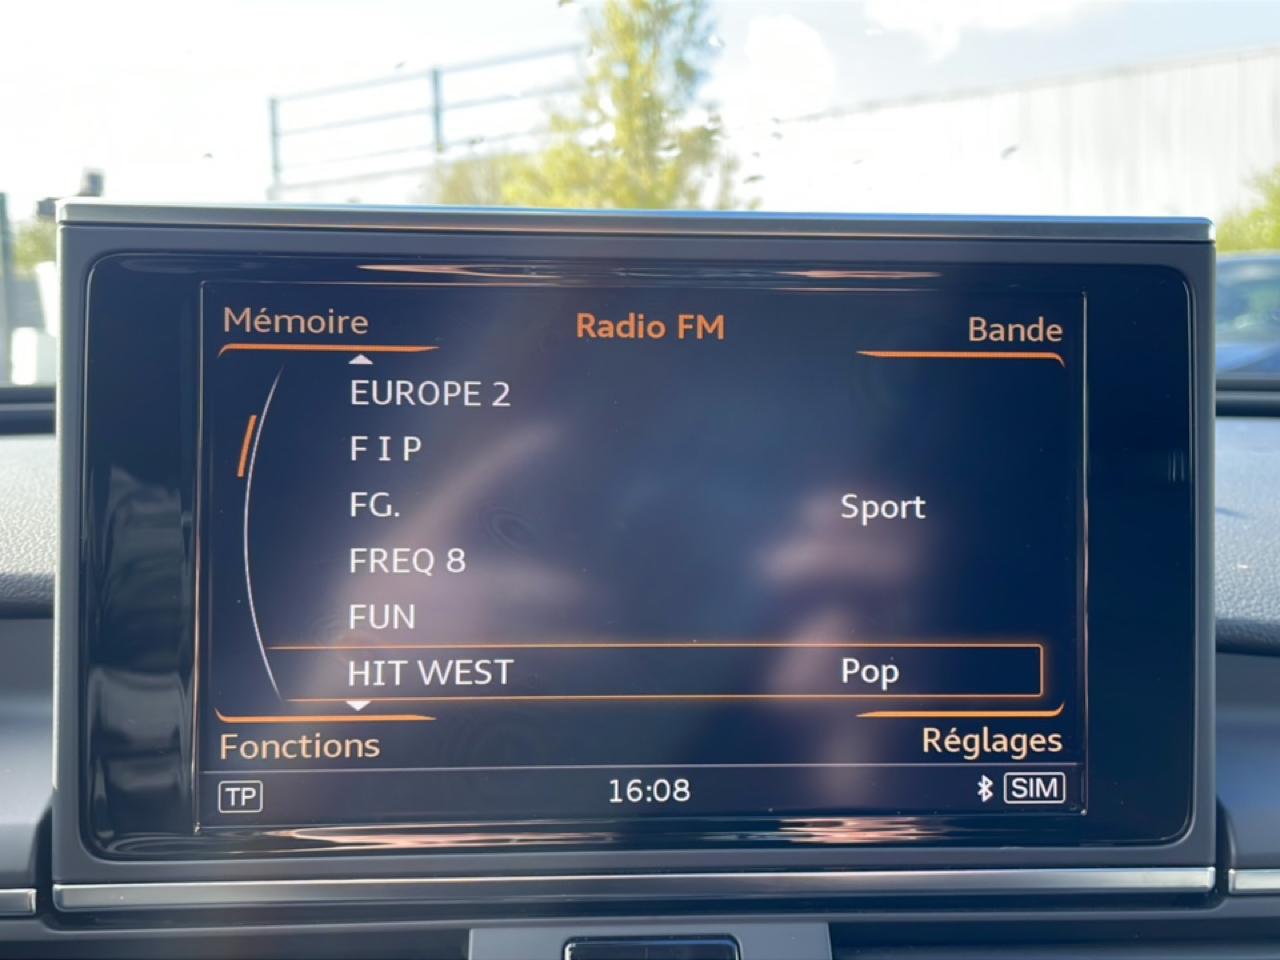 Mémoire Radio FM Bande
EUROPE 2
F I P
FG. Sport
FREQ 8
FUN
HIT WEST Pop
Fonctions Réglages
TP 16:08 SIM